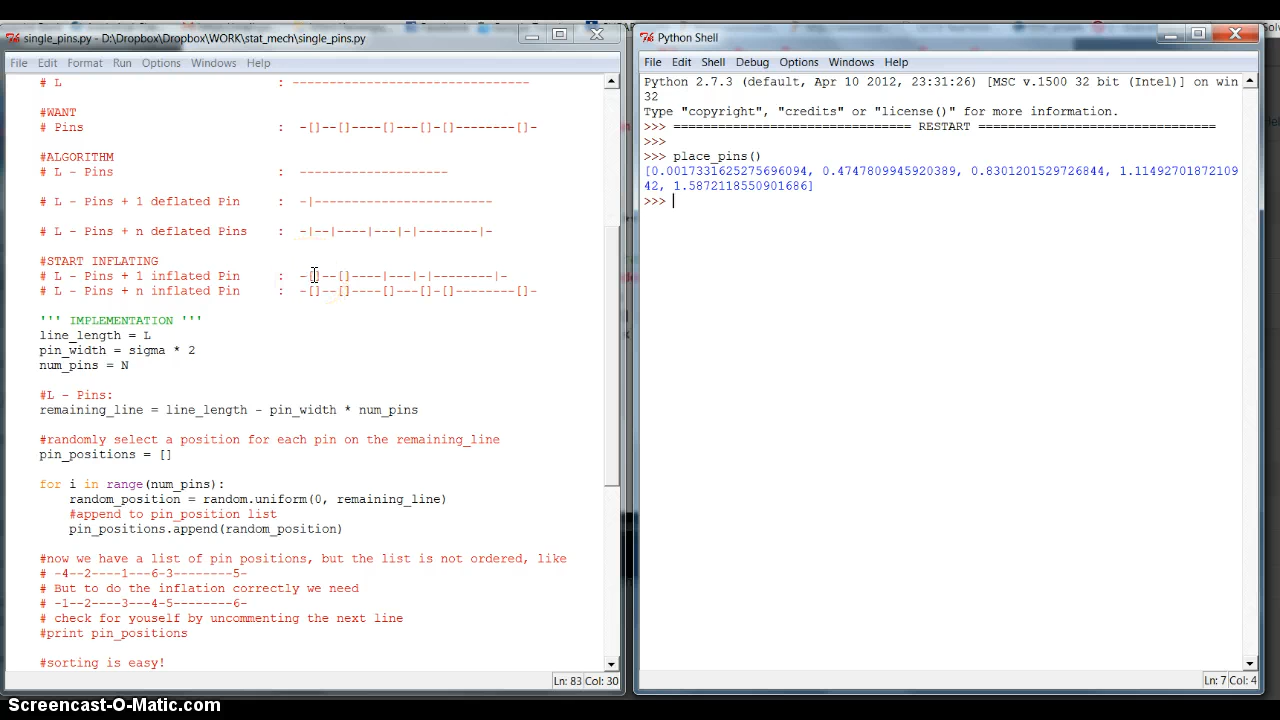 single_pins.py - D:\Dropbox\Dropbox\WORK\stat_mech\single_pins.py
File Edit Format Run Options Windows Help
# L : --------------------------------
#WANT
# Pins : -[]--[]----[]---[]-[]--------[]-
#ALGORITHM
# L - Pins : --------------------
# L - Pins + 1 deflated Pin : -|------------------------
# L - Pins + n deflated Pins : -|--|----|---|-|--------|-
#START INFLATING
# L - Pins + 1 inflated Pin : -[]--[]----|---|-|--------|-
# L - Pins + n inflated Pin : -[]--[]----[]---[]-[]--------[]-
''' IMPLEMENTATION '''
line_length = L
pin_width = sigma * 2
num_pins = N
#L - Pins:
remaining_line = line_length - pin_width * num_pins
#randomly select a position for each pin on the remaining_line
pin_positions = []
for i in range(num_pins):
random_position = random.uniform(0, remaining_line)
#append to pin_position list
pin_positions.append(random_position)
#now we have a list of pin positions, but the list is not ordered, like
# -4--2----1---6-3--------5-
# But to do the inflation correctly we need
# -1--2----3---4-5--------6-
# check for youself by uncommenting the next line
#print pin_positions
#sorting is easy!
Ln: 83 Col: 30
Python Shell
File Edit Shell Debug Options Windows Help
Python 2.7.3 (default, Apr 10 2012, 23:31:26) [MSC v.1500 32 bit (Intel)] on win
32
Type "copyright", "credits" or "license()" for more information.
>>> ================================ RESTART ================================
>>>
>>> place_pins()
[0.0017331625275696094, 0.4747809945920389, 0.8301201529726844, 1.11492701872109
42, 1.5872118550901686]
>>>
Ln: 7 Col: 4
Screencast-O-Matic.com